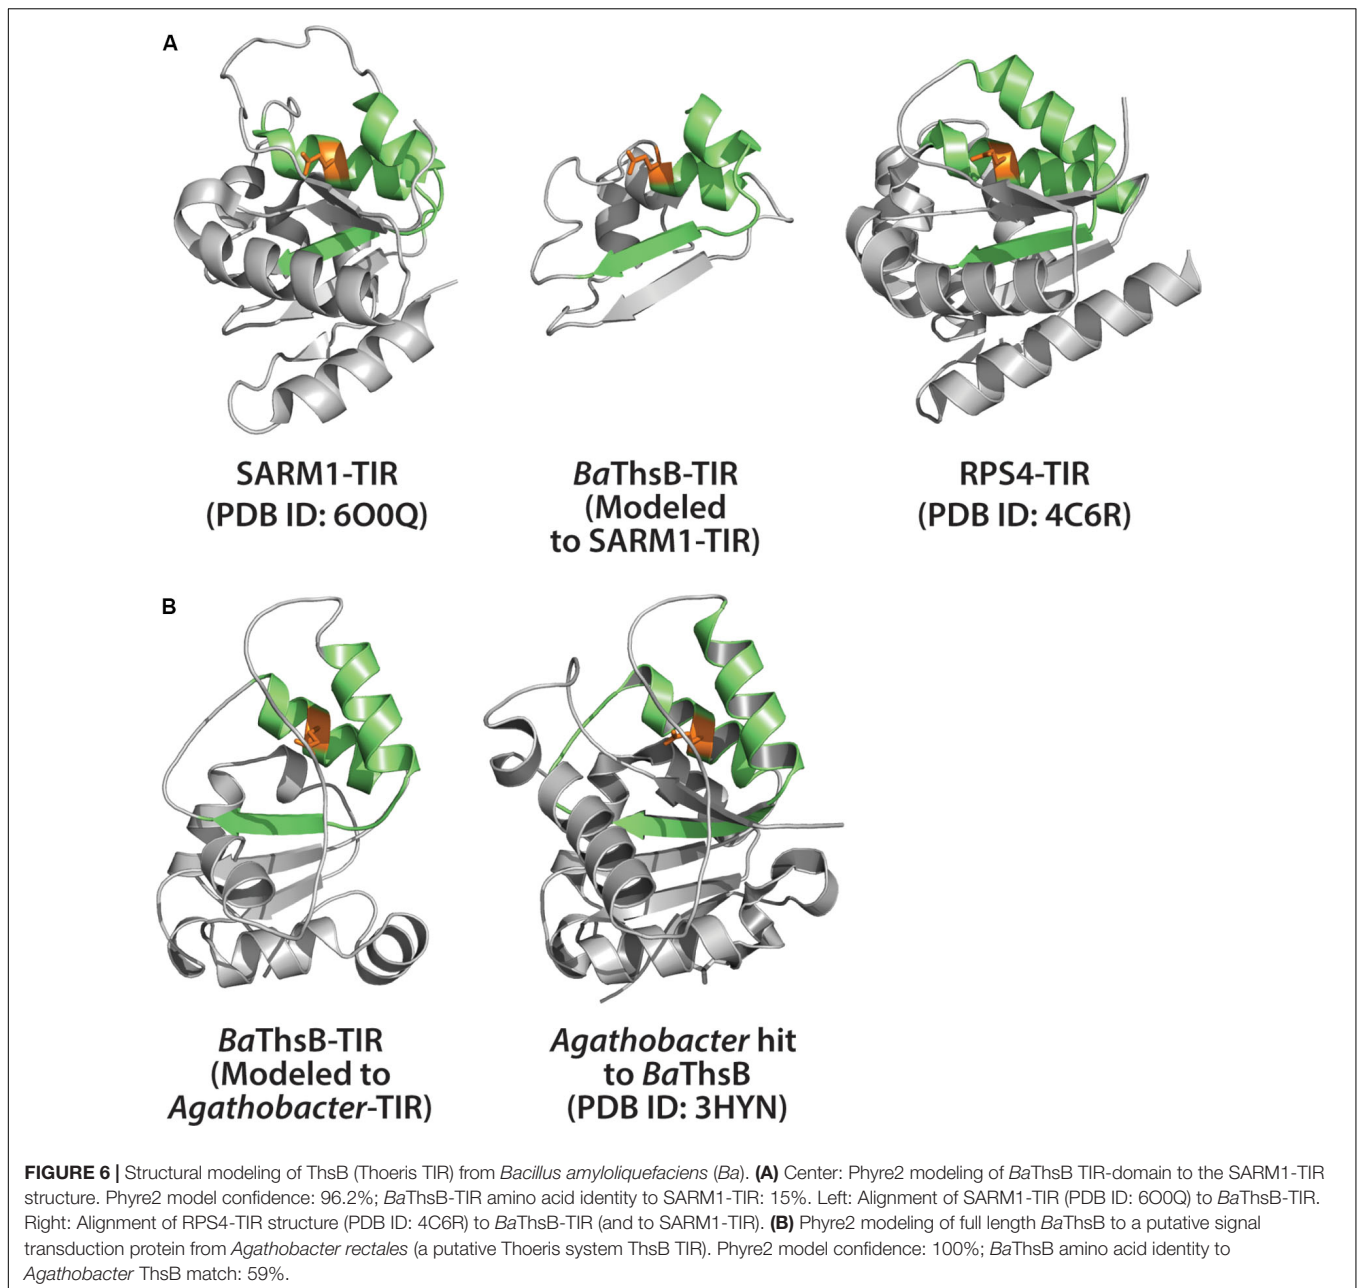 A
SARM1-TIR
(PDB ID: 6O0Q)
BaThsB-TIR
(Modeled
to SARM1-TIR)
RPS4-TIR
(PDB ID: 4C6R)
B
BaThsB-TIR
(Modeled to
Agathobacter-TIR)
Agathobacter hit
to BaThsB
(PDB ID: 3HYN)
FIGURE 6 | Structural modeling of ThsB (Thoeris TIR) from Bacillus amyloliquefaciens (Ba). (A) Center: Phyre2 modeling of BaThsB TIR-domain to the SARM1-TIR
structure. Phyre2 model confidence: 96.2%; BaThsB-TIR amino acid identity to SARM1-TIR: 15%. Left: Alignment of SARM1-TIR (PDB ID: 6O0Q) to BaThsB-TIR.
Right: Alignment of RPS4-TIR structure (PDB ID: 4C6R) to BaThsB-TIR (and to SARM1-TIR). (B) Phyre2 modeling of full length BaThsB to a putative signal
transduction protein from Agathobacter rectales (a putative Thoeris system ThsB TIR). Phyre2 model confidence: 100%; BaThsB amino acid identity to
Agathobacter ThsB match: 59%.